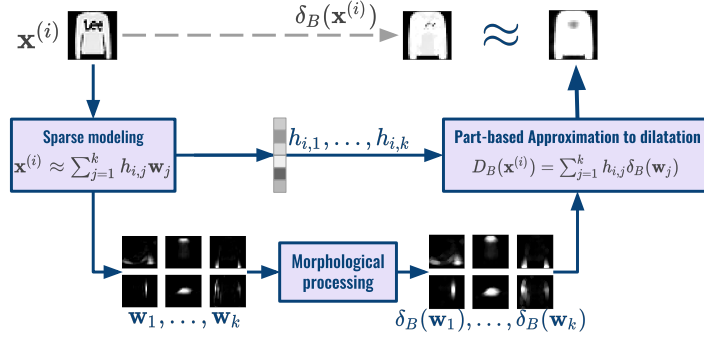 x^{(i)}
Lee
δ_B(x^{(i)})
≈
Sparse modeling
x^{(i)} ≈ ∑_{j=1}^{k} h_{i,j} w_j
h_{i,1}, . . . , h_{i,k}
Part-based Approximation to dilatation
D_B(x^{(i)}) = ∑_{j=1}^{k} h_{i,j} δ_B(w_j)
Morphological
processing
w_1, . . . , w_k
δ_B(w_1), . . . , δ_B(w_k)